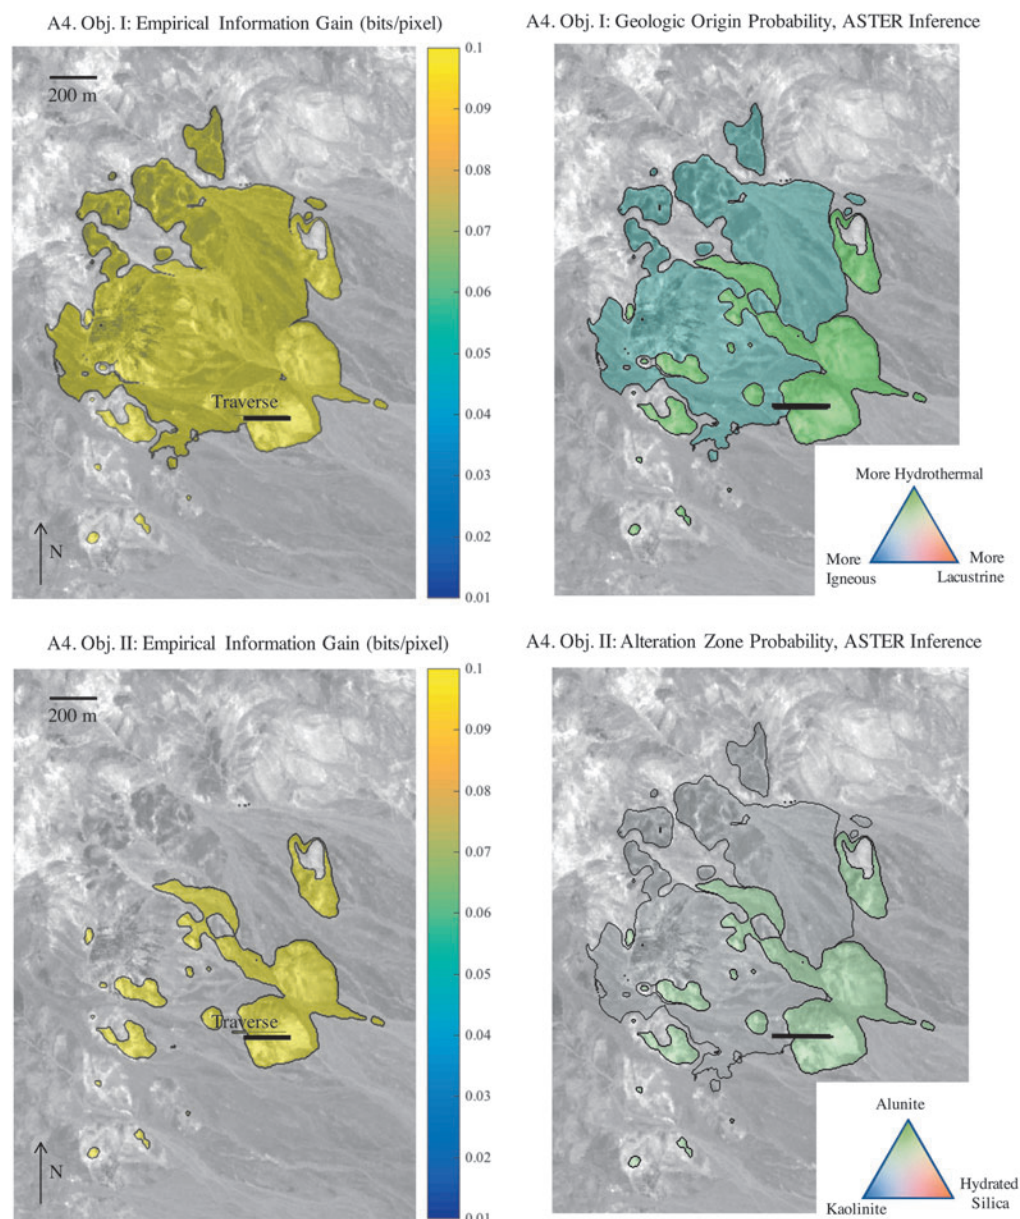 A4. Obj. I: Empirical Information Gain (bits/pixel)
A4. Obj. I: Geologic Origin Probability, ASTER Inference
200 m
0.1
0.09
0.08
0.07
0.06
0.05
0.04
0.03
0.02
0.01
Traverse
N
More Hydrothermal
More Igneous
More Lacustrine
A4. Obj. II: Empirical Information Gain (bits/pixel)
A4. Obj. II: Alteration Zone Probability, ASTER Inference
200 m
0.1
0.09
0.08
0.07
0.06
0.05
0.04
0.03
0.02
0.01
Traverse
N
Alunite
Kaolinite
Hydrated
Silica